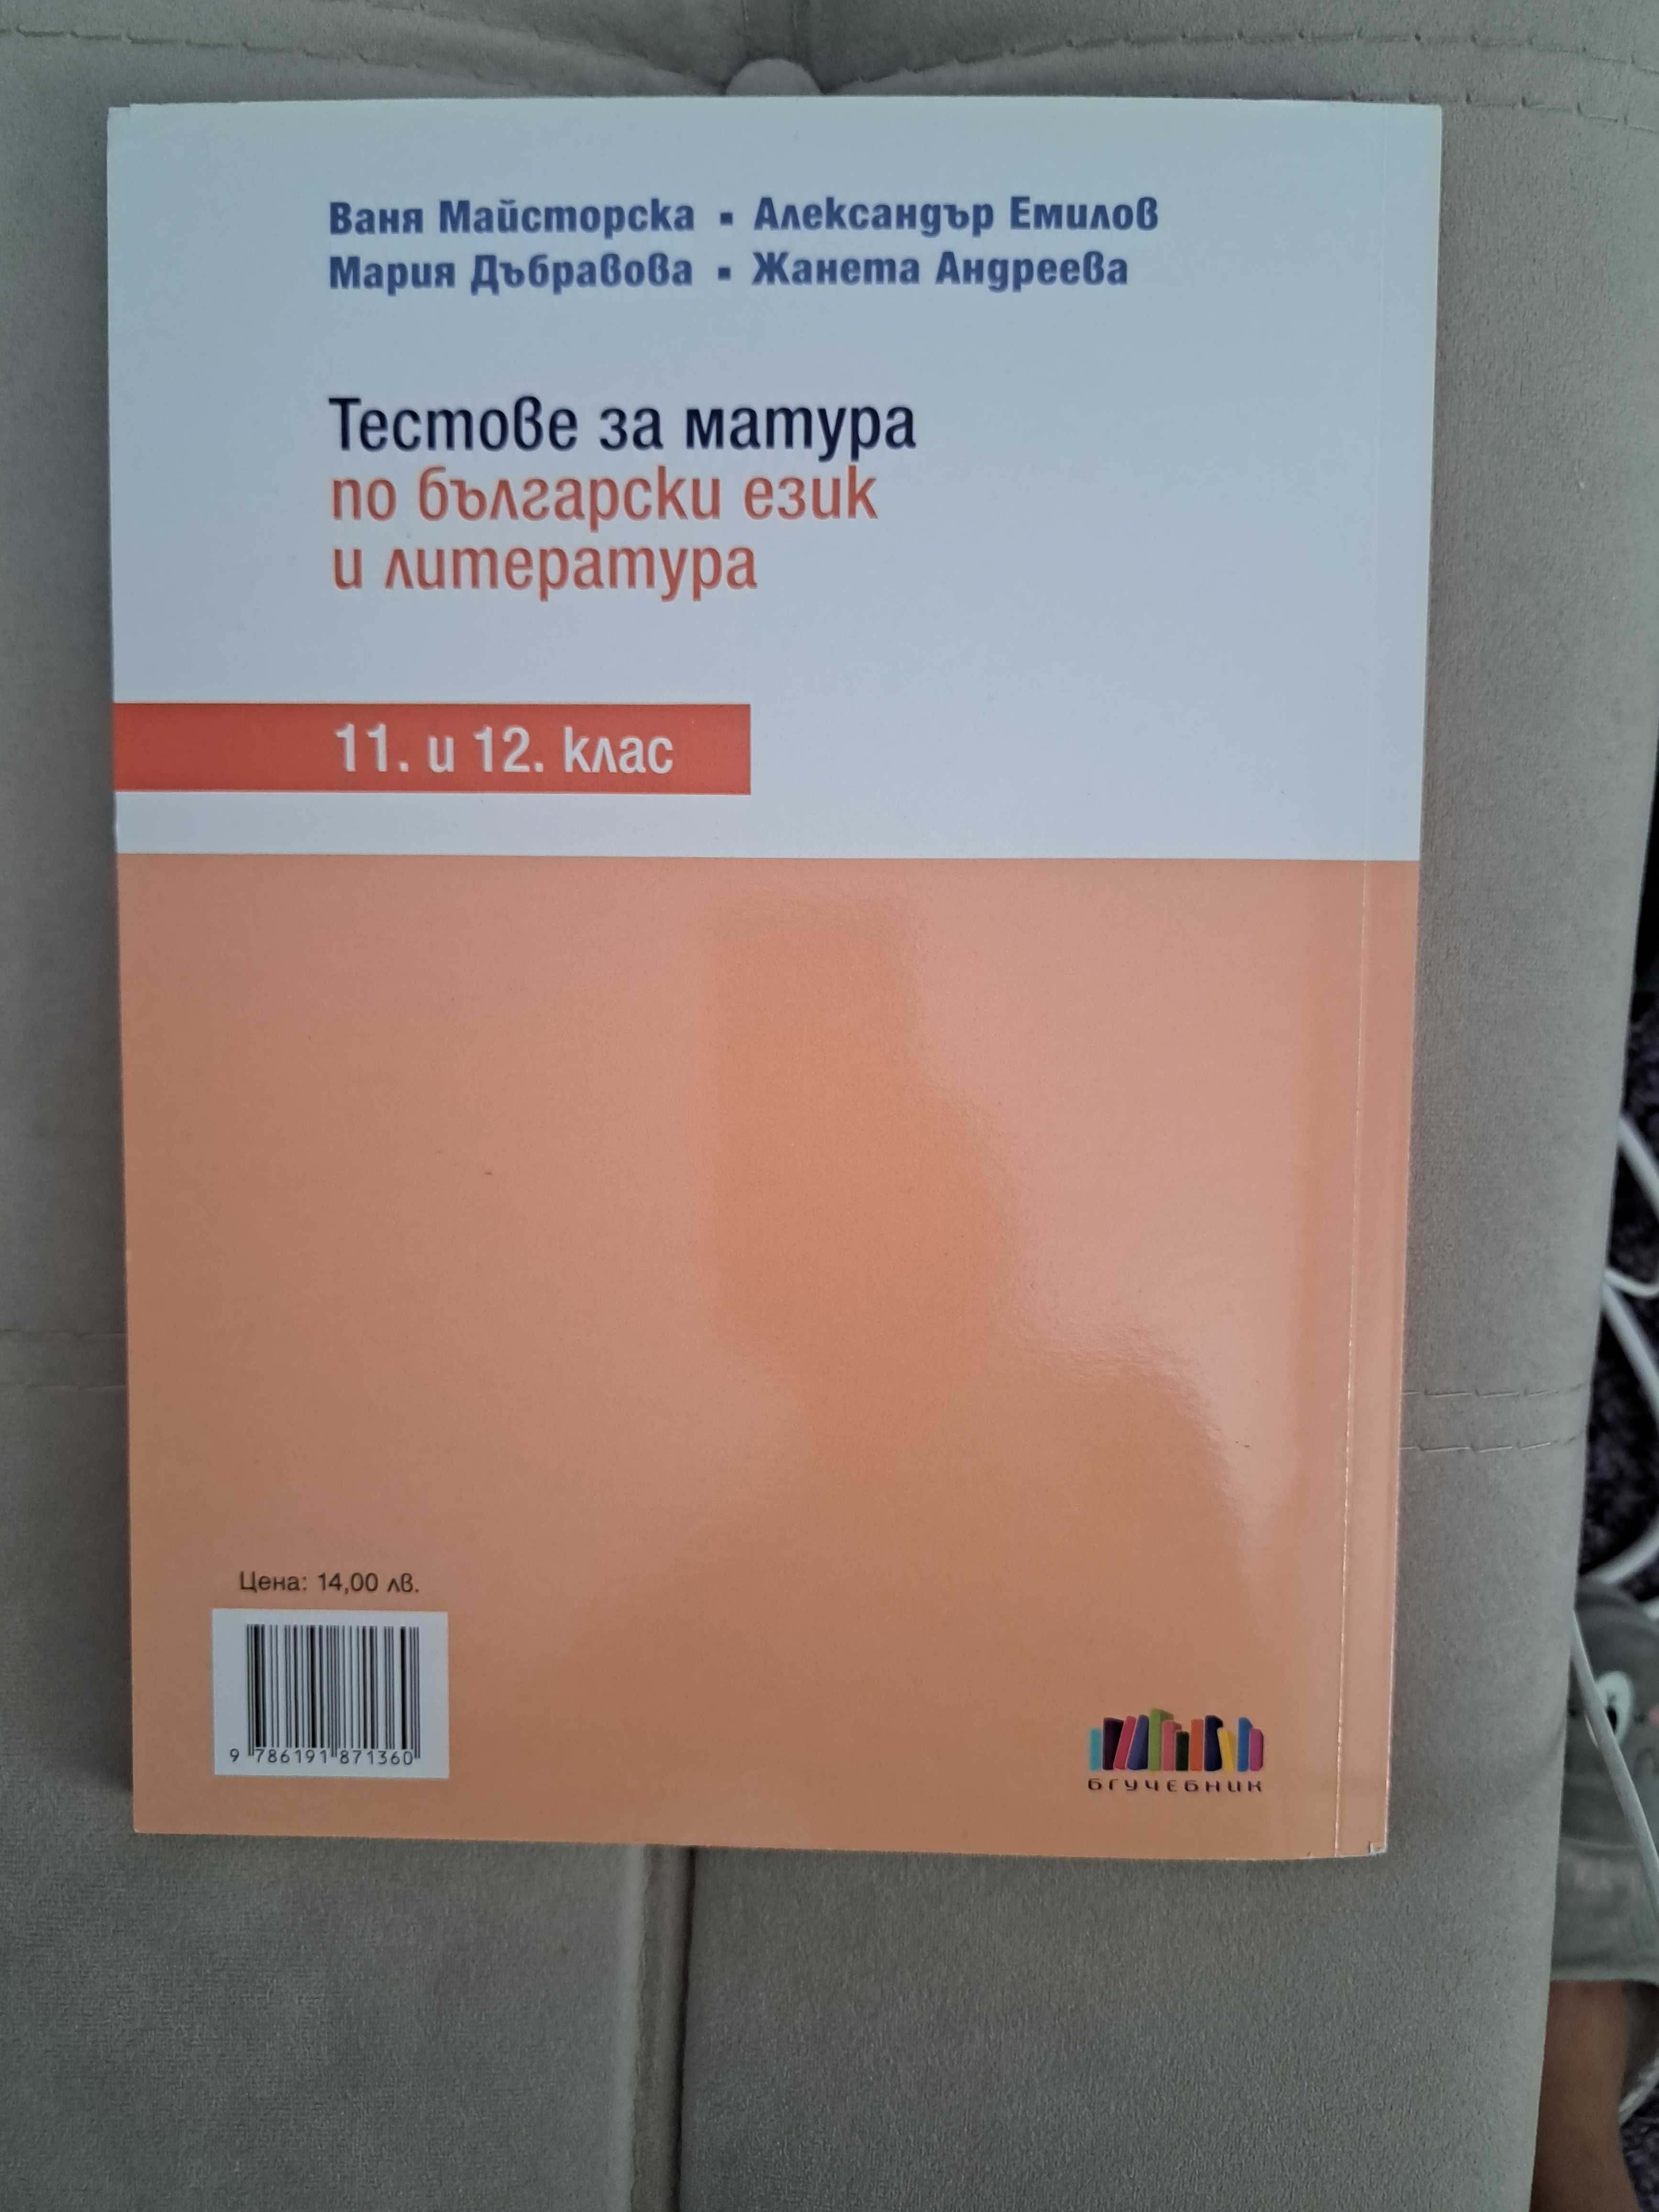 Ваня Майсторска ▪ Александър Емилов
Мария Дъбравова ▪ Жанета Андреева
Тестове за матура
по български език
и литература
11. и 12. клас
Цена: 14,00 лв.
9 786191 871360
БГУЧЕБНИК